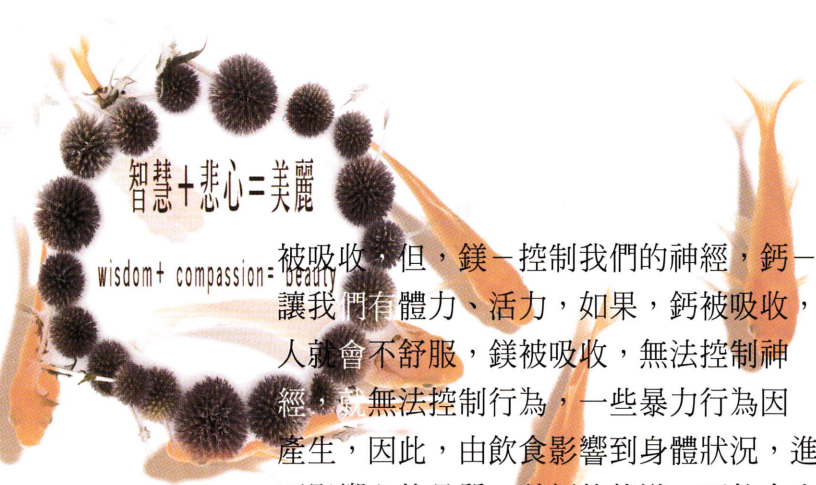 智慧+悲心=美麗
wisdom+ compassion= beauty
被吸收，但，鎂－控制我們的神經，鈣－
讓我們有體力、活力，如果，鈣被吸收，
人就會不舒服，鎂被吸收，無法控制神
經，就無法控制行為，一些暴力行為因
產生，因此，由飲食影響到身體狀況，進